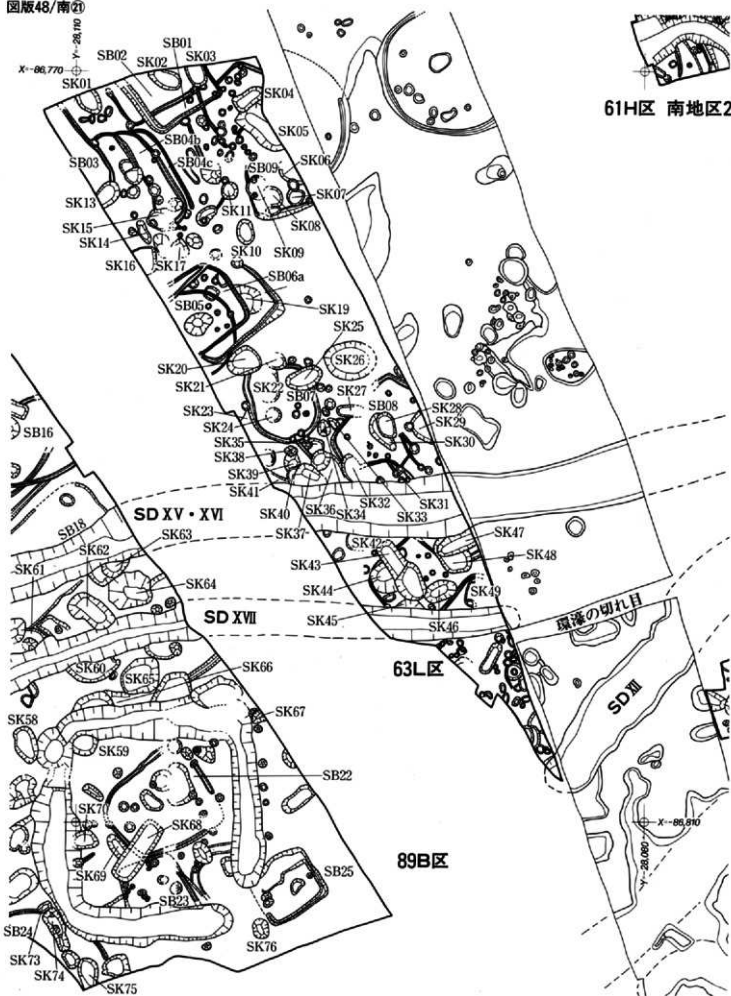 図版48/南㉑
Y=-28,110
X=-86,770
SB01
SB02
SK02
SK03
SK01
SK04
SK05
61H区 南地区2
SB04b
SB03
SB04c
SK06
SB09
SK07
SK13
SK11
SK08
SK15
SK14
SK09
SK10
SK16
SK17
SB06a
SB05
SK19
SK25
SK20
SK26
SK21
SK22
SK27
SB07
SK23
SB08
SK28
SK24
SK29
SB16
SK35
SK30
SK38
SK39
SK41
SK32
SK31
SK36
SK34
SK33
SK40
SK37
SD XV・XVI
SB18
SK63
SK62
SK42
SK47
SK43
SK48
SK61
SK64
SK44
SK49
SD XVII
SK45
SK46
環濠の切れ目
SK60
SK65
SK66
63L区
SD XII
SK58
SK67
SK59
SB22
SK70
SK68
X=-86,810
Y=-28,080
SK69
89B区
SB25
SB23
SB24
SK73
SK76
SK74
SK75